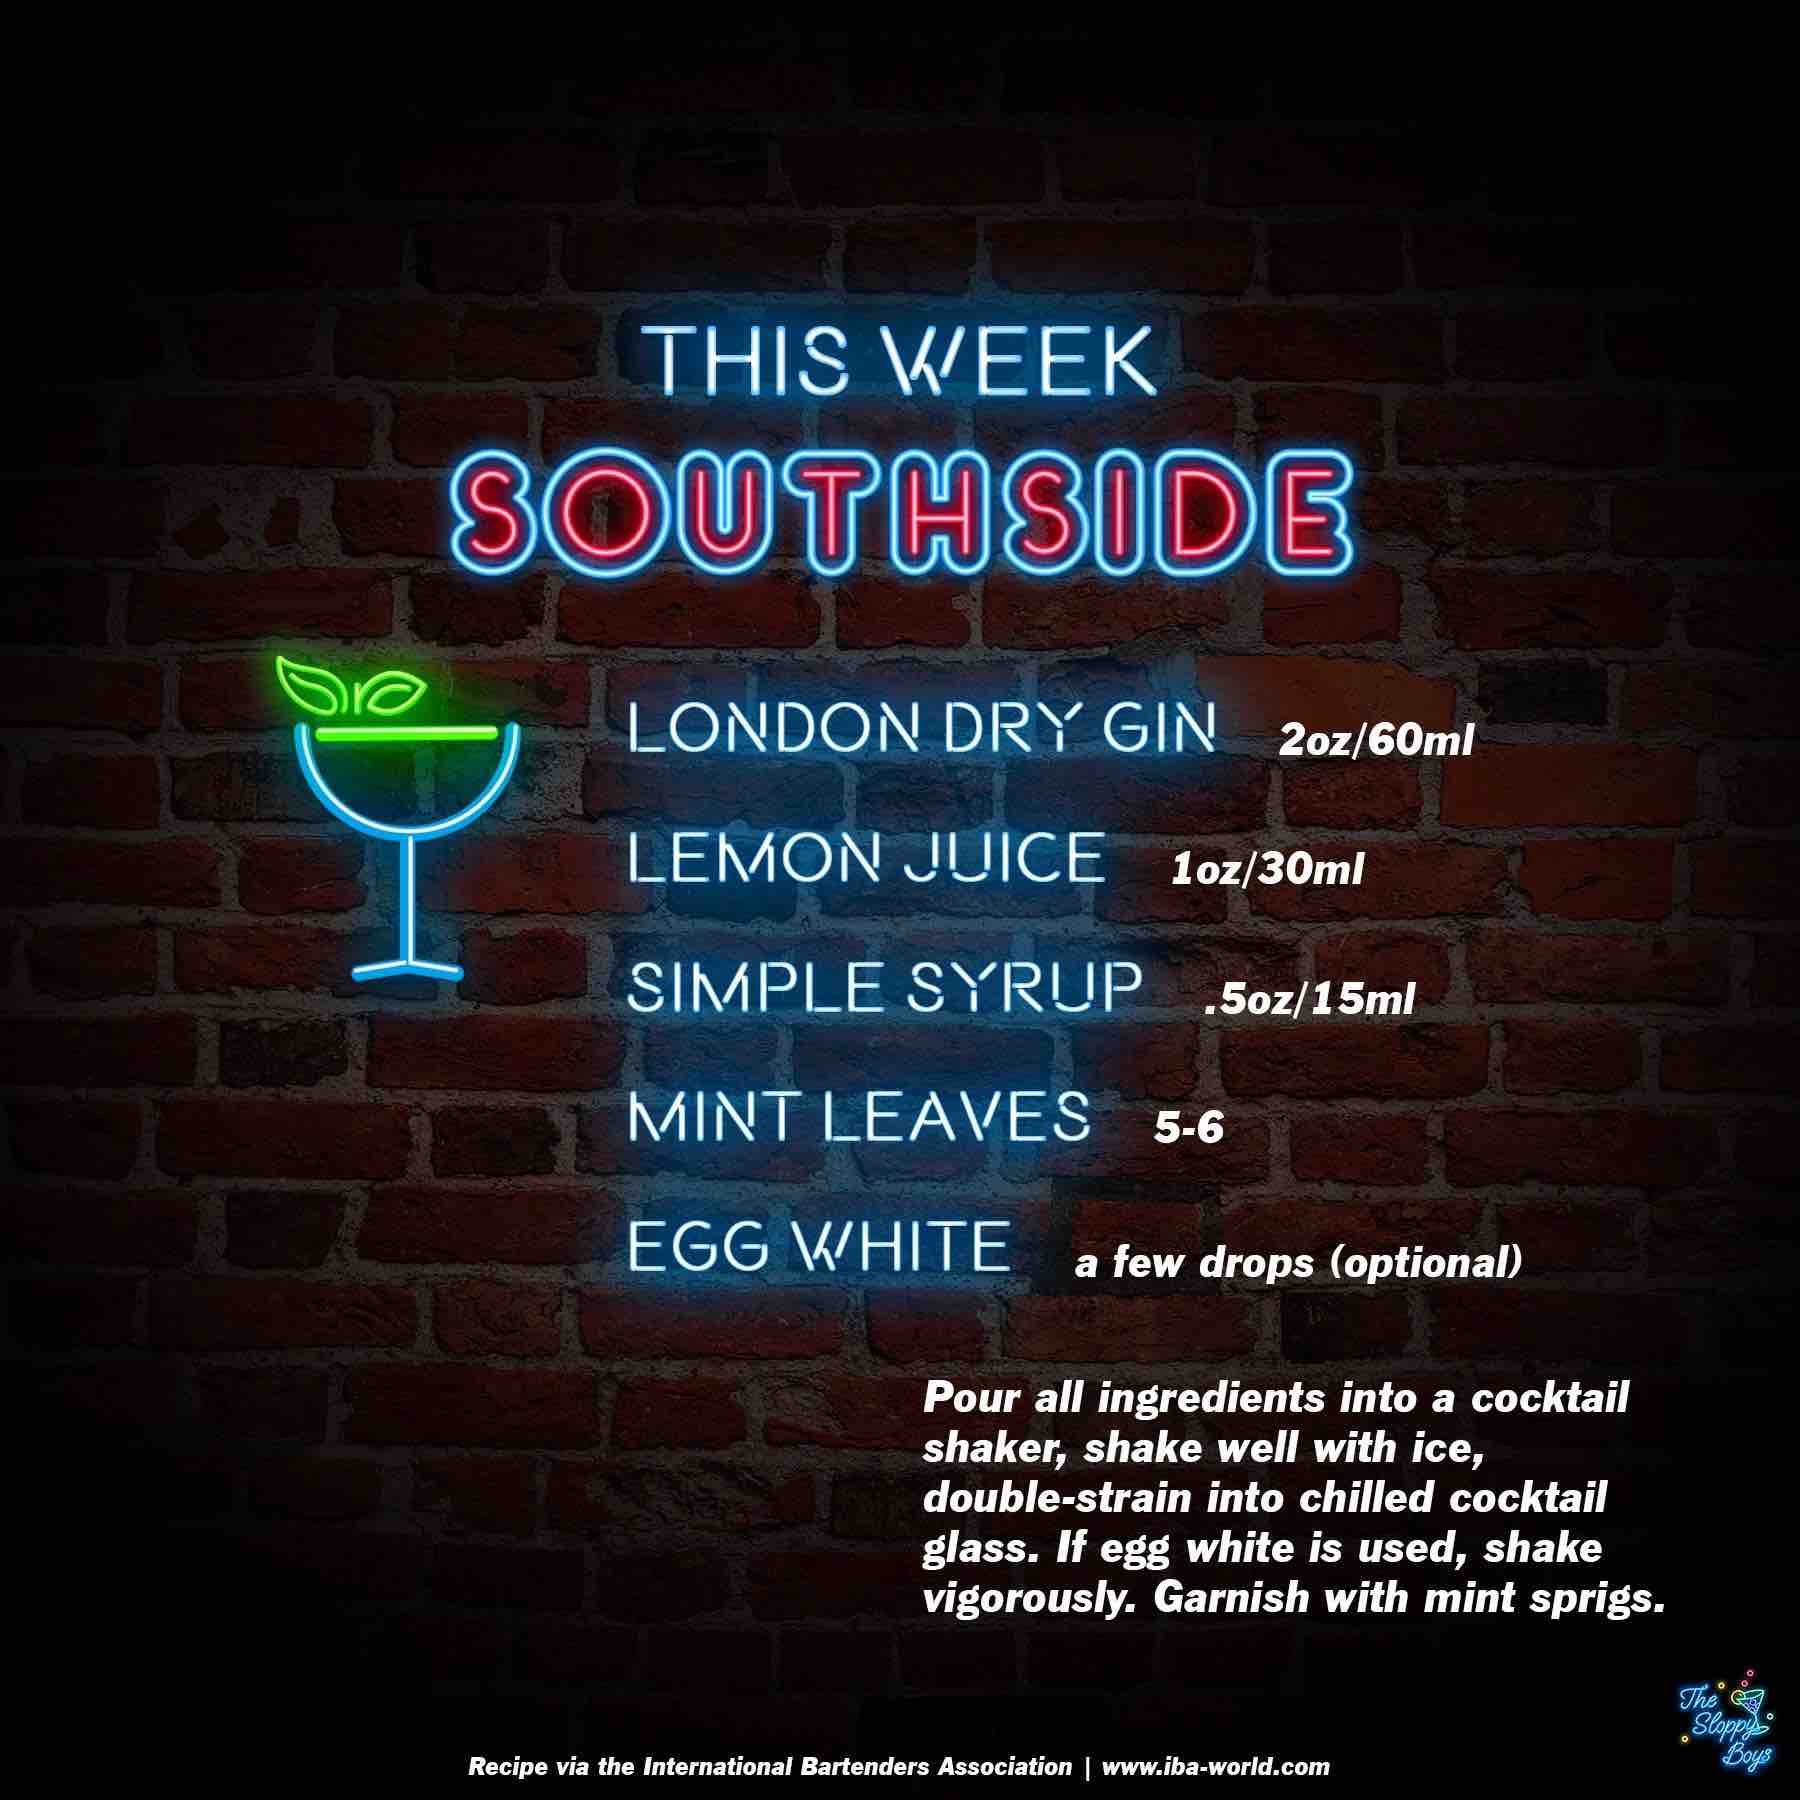 THIS WEEK
SOUTHSIDE
LONDON DRY GIN 2oz/60ml
LEMON JUICE 1oz/30ml
SIMPLE SYRUP .5oz/15ml
MINT LEAVES 5-6
EGG WHITE a few drops (optional)
Pour all ingredients into a cocktail
shaker, shake well with ice,
double-strain into chilled cocktail
glass. If egg white is used, shake
vigorously. Garnish with mint sprigs.
The
Sloppy
Boys
Recipe via the International Bartenders Association | www.iba-world.com